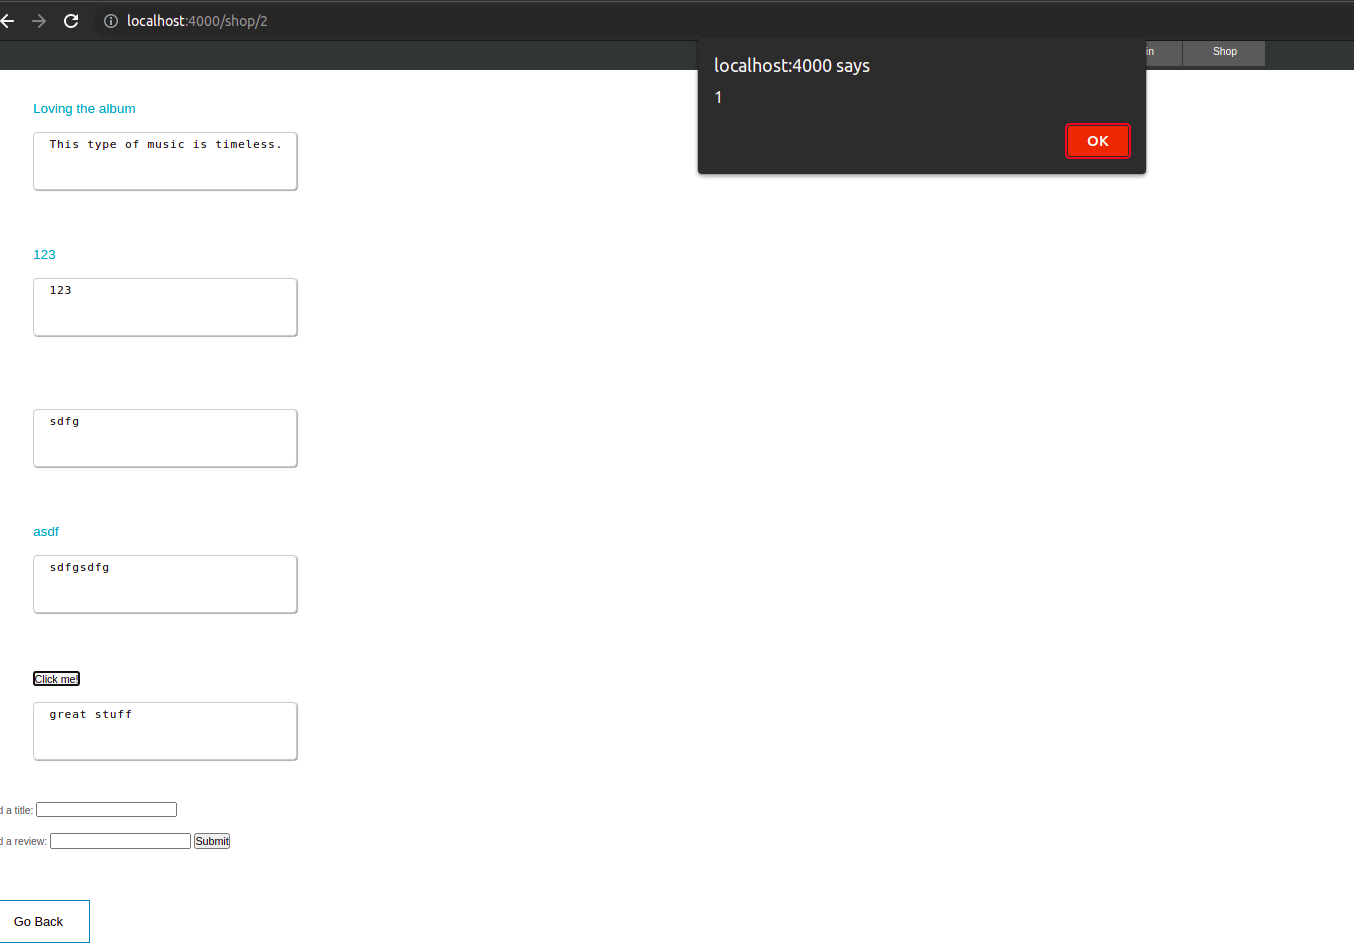 localhost:4000/shop/2
in
Shop
localhost:4000 says
1
OK
Loving the album
This type of music is timeless.
123
123
sdfg
asdf
sdfgsdfg
Click me!
great stuff
d a title:
d a review:
Submit
Go Back